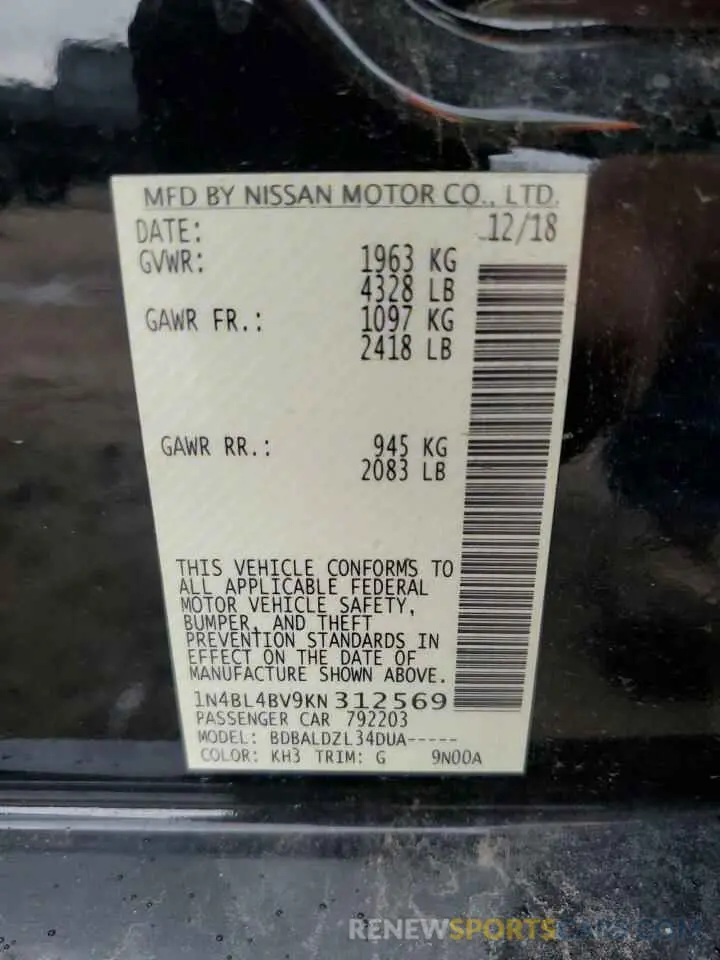 MFD BY NISSAN MOTOR CO., LTD.
DATE: 12/18
GVWR: 1963 KG
4328 LB
GAWR FR.: 1097 KG
2418 LB
GAWR RR.: 945 KG
2083 LB
THIS VEHICLE CONFORMS TO
ALL APPLICABLE FEDERAL
MOTOR VEHICLE SAFETY,
BUMPER, AND THEFT
PREVENTION STANDARDS IN
EFFECT ON THE DATE OF
MANUFACTURE SHOWN ABOVE.
1N4BL4BV9KN312569
PASSENGER CAR 792203
MODEL: BDBALDZL34DUA-----
COLOR: KH3 TRIM: G 9N00A
RENEWSPORTSCARS.COM